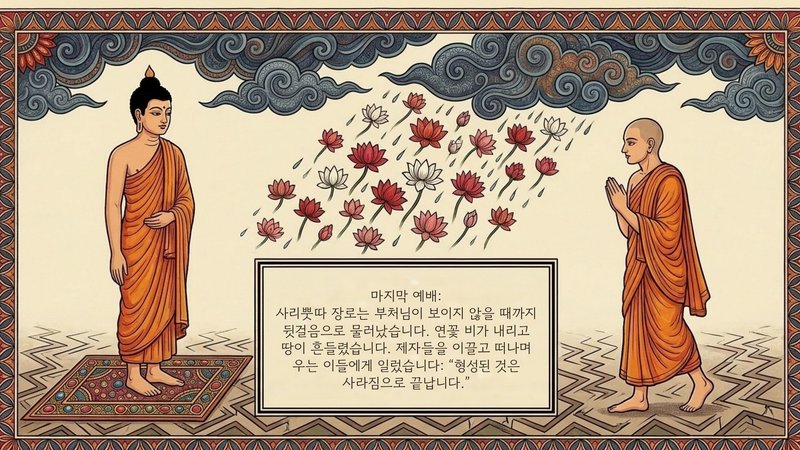 마지막 예배:
사리뿟따 장로는 부처님이 보이지 않을 때까지
뒷걸음으로 물러났습니다. 연꽃 비가 내리고
땅이 흔들렸습니다. 제자들을 이끌고 떠나며
우는 이들에게 일렀습니다: “형성된 것은
사라짐으로 끝납니다.”